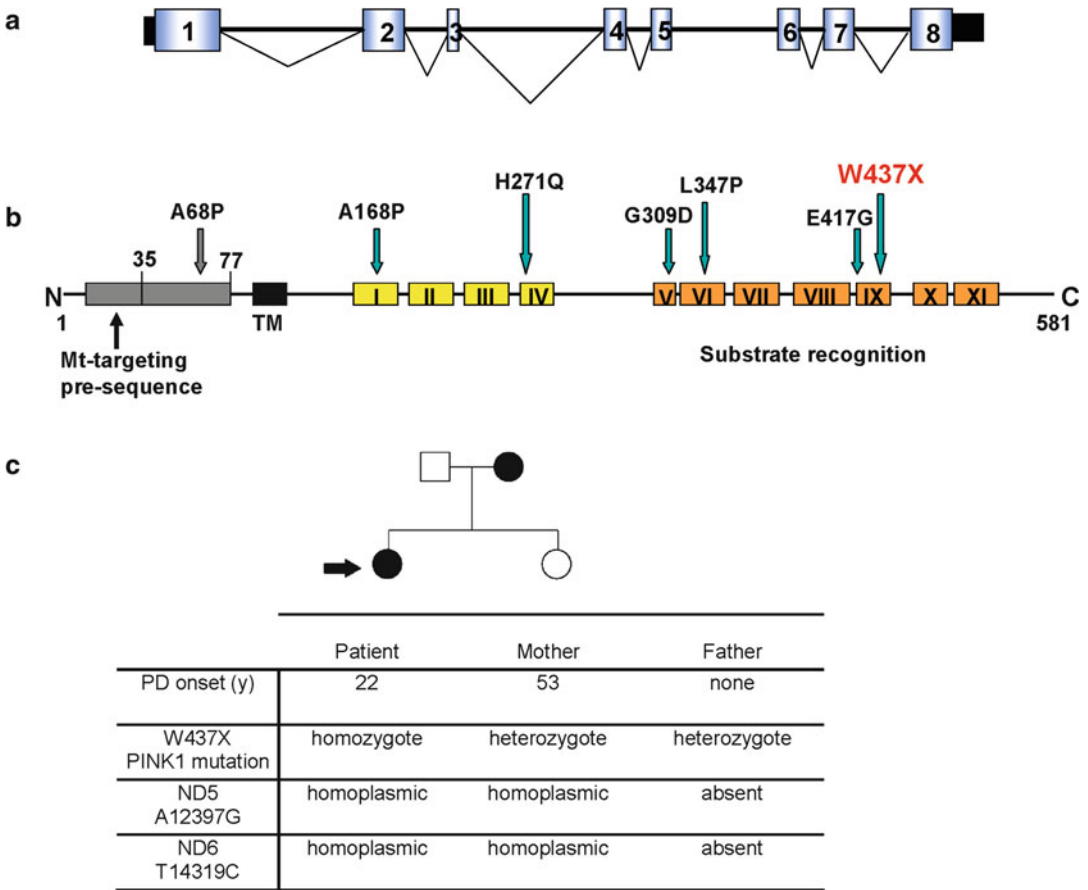 a
1 2 3 4 5 6 7 8
b
A68P A168P H271Q G309D L347P E417G W437X
35 77
N I II III IV V VI VII VIII IX X XI C
1 TM 581
Mt-targeting
pre-sequence
Substrate recognition
c
Patient Mother Father
PD onset (y) 22 53 none
W437X homozygote heterozygote heterozygote
PINK1 mutation
ND5 homoplasmic homoplasmic absent
A12397G
ND6 homoplasmic homoplasmic absent
T14319C